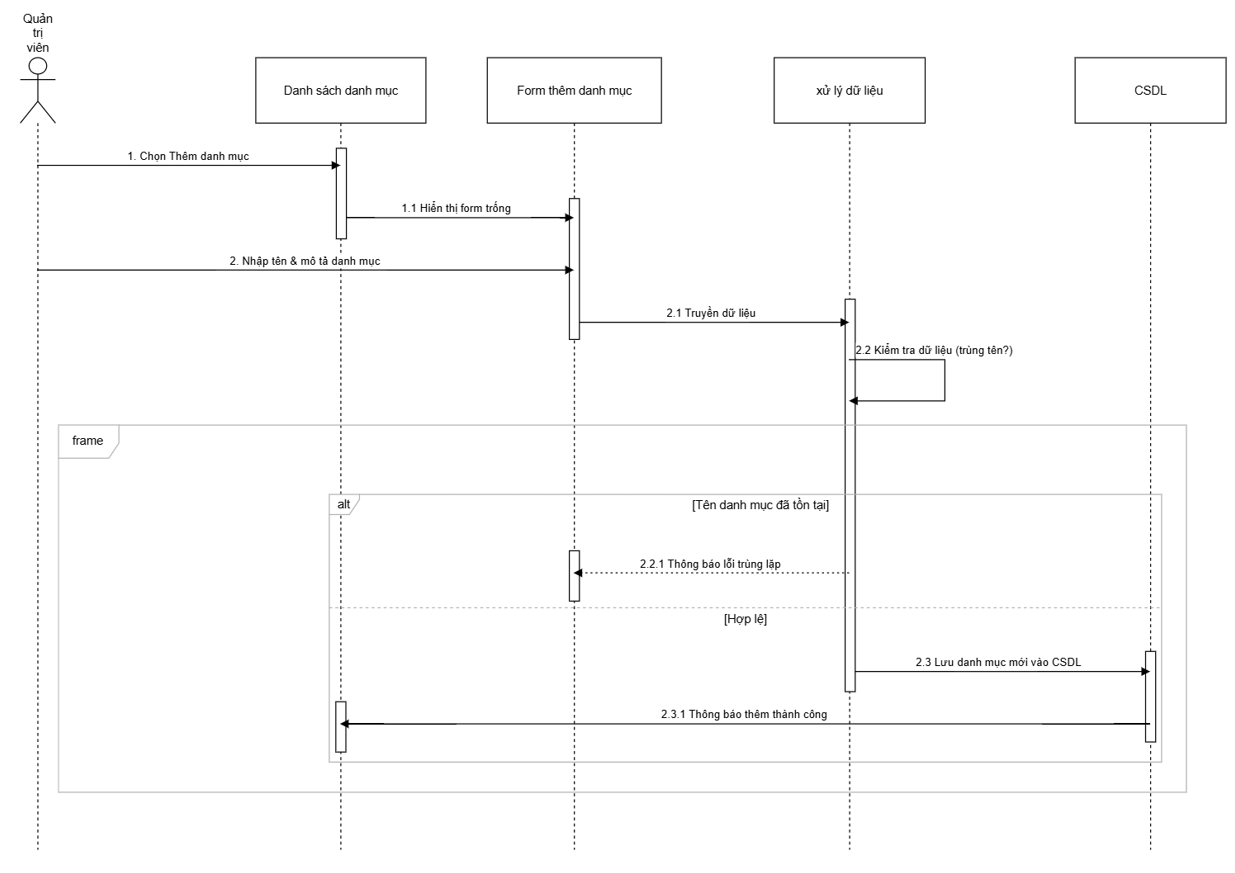 Quản
trị
viên
Danh sách danh mục
Form thêm danh mục
xử lý dữ liệu
CSDL
1. Chọn Thêm danh mục
1.1 Hiển thị form trống
2. Nhập tên & mô tả danh mục
2.1 Truyền dữ liệu
2.2 Kiểm tra dữ liệu (trùng tên?)
frame
alt
[Tên danh mục đã tồn tại]
2.2.1 Thông báo lỗi trùng lặp
[Hợp lệ]
2.3 Lưu danh mục mới vào CSDL
2.3.1 Thông báo thêm thành công